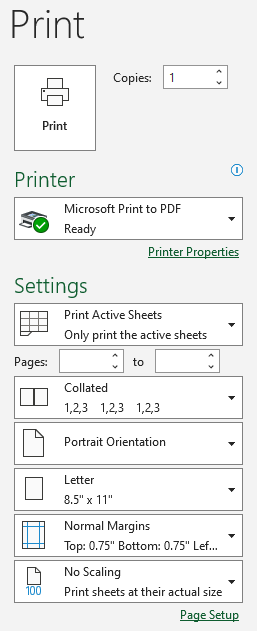 Print
Copies: 1
Print
Printer
Microsoft Print to PDF
Ready
Printer Properties
Settings
Print Active Sheets
Only print the active sheets
Pages: to
Collated
1,2,3 1,2,3 1,2,3
Portrait Orientation
Letter
8.5" x 11"
Normal Margins
Top: 0.75" Bottom: 0.75" Lef...
No Scaling
Print sheets at their actual size
100
Page Setup